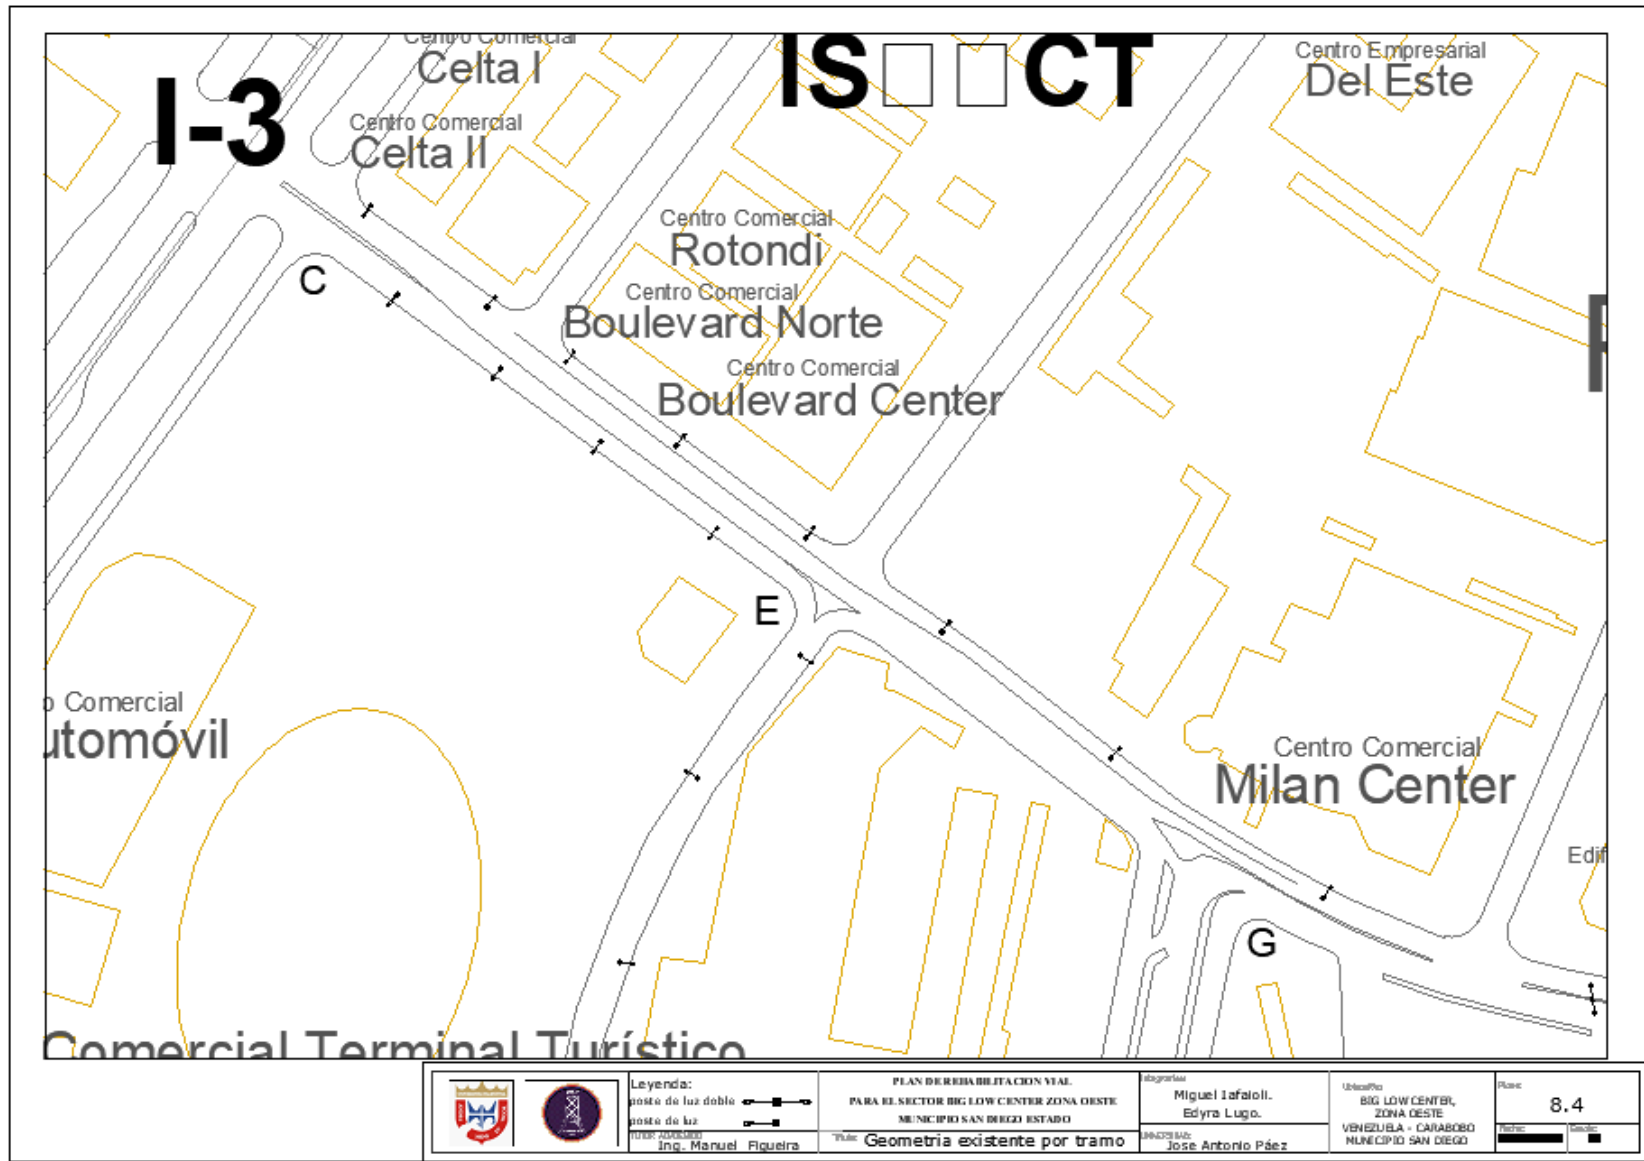 I-3
Centro Comercial
Celta I
Centro Comercial
Celta II
IS□□CT
Centro Empresarial
Del Este
Centro Comercial
Rotondi
Centro Comercial
Boulevard Norte
Centro Comercial
Boulevard Center
C
E
o Comercial
utomóvil
Centro Comercial
Milan Center
Edif
G
Comercial Terminal Turístico
Leyenda:
poste de luz doble
poste de luz
Ing. Manuel Figueira
PLAN DE REHABILITACION VIAL
PARA EL SECTOR BIG LOW CENTER ZONA OESTE
MUNICIPIO SAN DIEGO ESTADO
Geometria existente por tramo
Miguel Iafaioli.
Edyra Lugo.
Jose Antonio Páez
BIG LOW CENTER,
ZONA OESTE
VENEZUELA - CARABOBO
MUNICIPIO SAN DIEGO
8.4